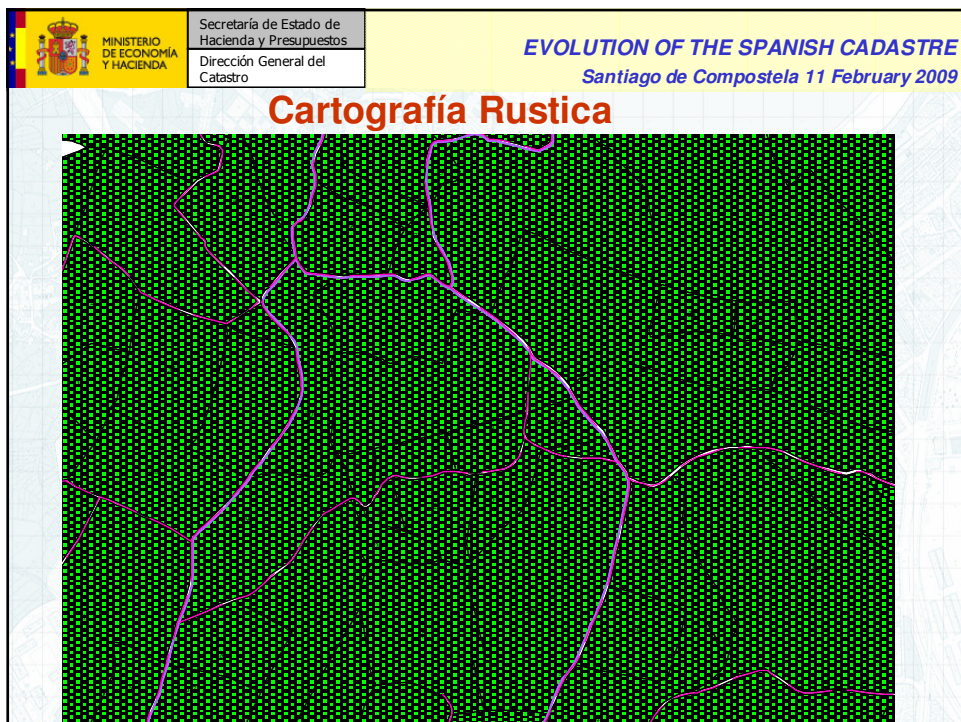 MINISTERIO
DE ECONOMÍA
Y HACIENDA
Secretaría de Estado de
Hacienda y Presupuestos
Dirección General del
Catastro
EVOLUTION OF THE SPANISH CADASTRE
Santiago de Compostela 11 February 2009
Cartografía Rustica